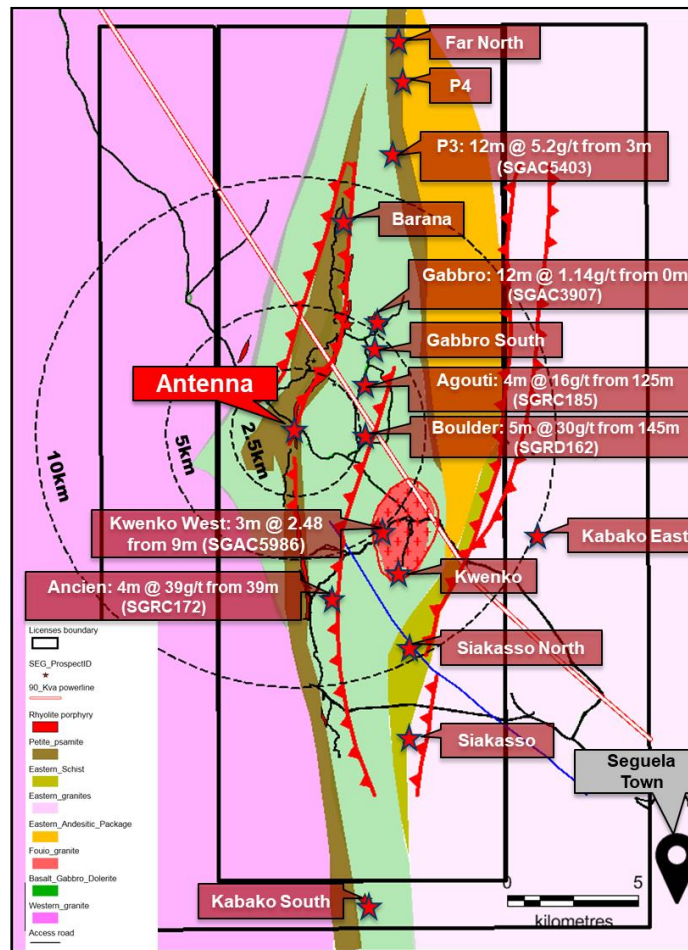 Far North
P4
P3: 12m @ 5.2g/t from 3m
(SGAC5403)
Barana
Gabbro: 12m @ 1.14g/t from 0m
(SGAC3907)
Gabbro South
Antenna
Agouti: 4m @ 16g/t from 125m
(SGRC185)
2.5km
5km
10km
Boulder: 5m @ 30g/t from 145m
(SGRD162)
Kwenko West: 3m @ 2.48
from 9m (SGAC5986)
Kabako East
Ancien: 4m @ 39g/t from 39m
(SGRC172)
Kwenko
Siakasso North
Siakasso
Seguela
Town
Kabako South
Licenses boundary
SEG_ProspectID
90_Kva powerline
Rhyolite porphyry
Petite_psamite
Eastern_Schist
Eastern_granites
Eastern_Andesitic_Package
Fouio_granite
Basalt_Gabbro_Dolerite
Western_granite
Access road
0 5
kilometres